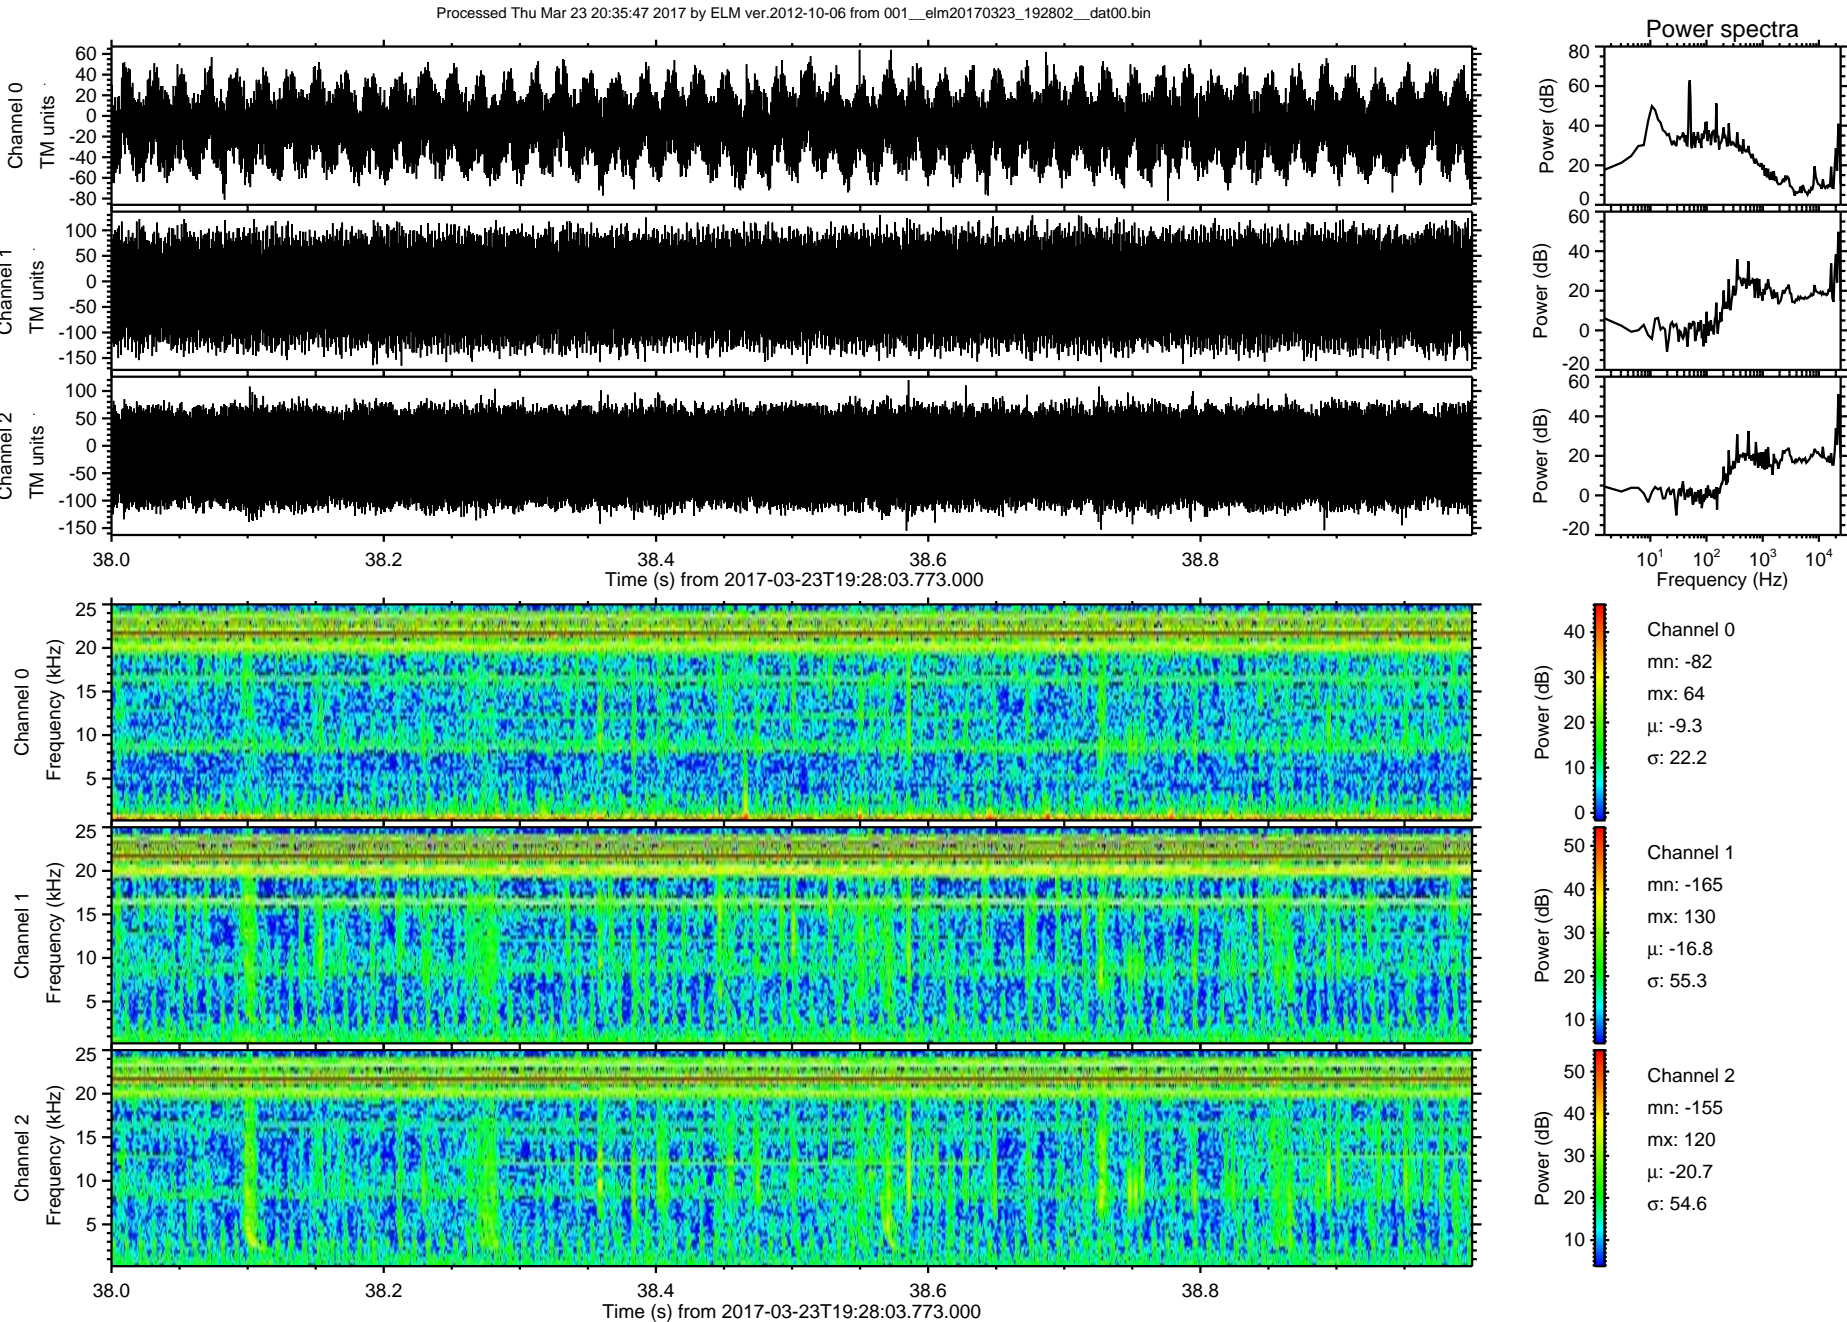 Processed Thu Mar 23 20:35:47 2017 by ELM ver.2012-10-06 from 001__elm20170323_192802__dat00.bin
Power spectra
Channel 0
TM units
60
40
20
0
-20
-40
-60
-80
Power (dB)
80
60
40
20
0
Channel 1
TM units
100
50
0
-50
-100
-150
Power (dB)
60
40
20
0
-20
Channel 2
TM units
100
50
0
-50
-100
-150
Power (dB)
60
40
20
0
-20
38.0 38.2 38.4 38.6 38.8
Time (s) from 2017-03-23T19:28:03.773.000
10¹ 10² 10³ 10⁴
Frequency (Hz)
Channel 0
Frequency (kHz)
25
20
15
10
5
Power (dB)
40
30
20
10
0
Channel 0
mn: -82
mx: 64
μ: -9.3
σ: 22.2
Channel 1
Frequency (kHz)
25
20
15
10
5
Power (dB)
50
40
30
20
10
Channel 1
mn: -165
mx: 130
μ: -16.8
σ: 55.3
Channel 2
Frequency (kHz)
25
20
15
10
5
Power (dB)
50
40
30
20
10
Channel 2
mn: -155
mx: 120
μ: -20.7
σ: 54.6
38.0 38.2 38.4 38.6 38.8
Time (s) from 2017-03-23T19:28:03.773.000